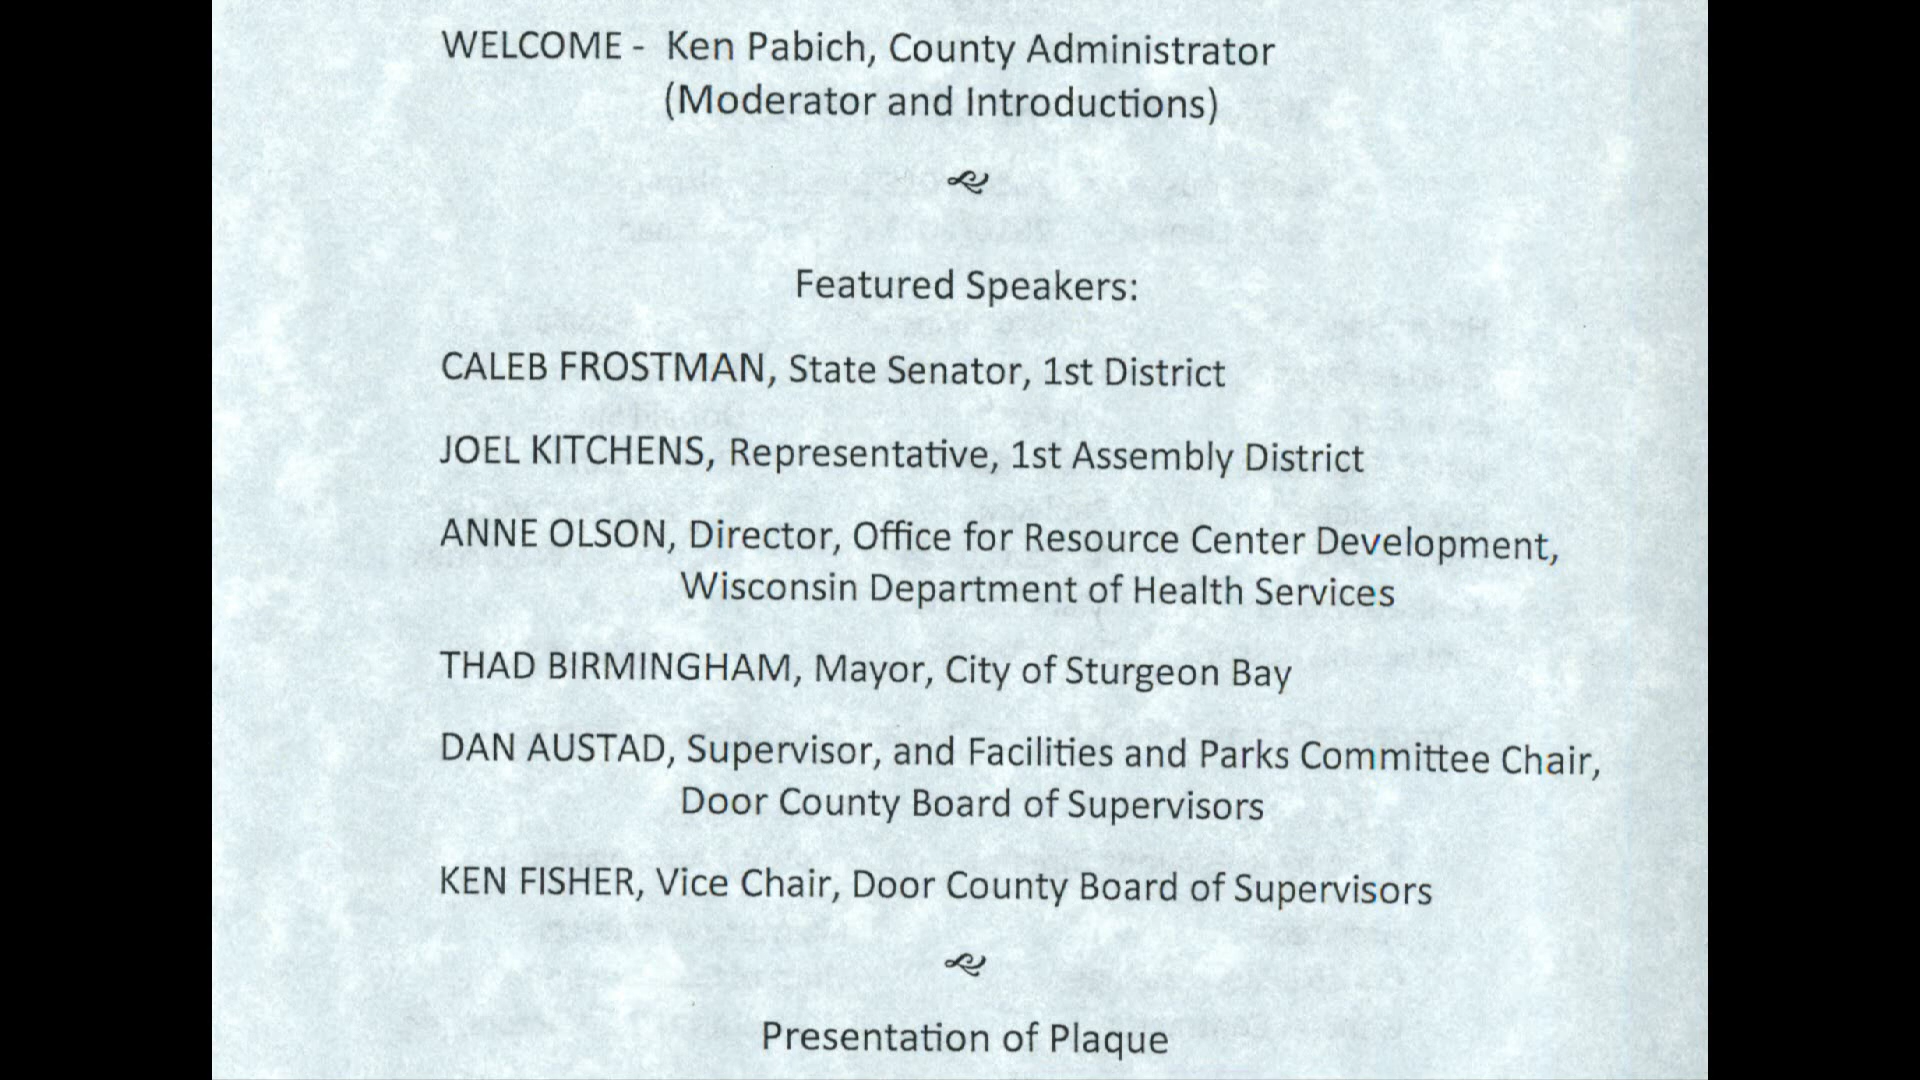 WELCOME - Ken Pabich, County Administrator
(Moderator and Introductions)
Featured Speakers:
CALEB FROSTMAN, State Senator, 1st District
JOEL KITCHENS, Representative, 1st Assembly District
ANNE OLSON, Director, Office for Resource Center Development,
Wisconsin Department of Health Services
THAD BIRMINGHAM, Mayor, City of Sturgeon Bay
DAN AUSTAD, Supervisor, and Facilities and Parks Committee Chair,
Door County Board of Supervisors
KEN FISHER, Vice Chair, Door County Board of Supervisors
Presentation of Plaque